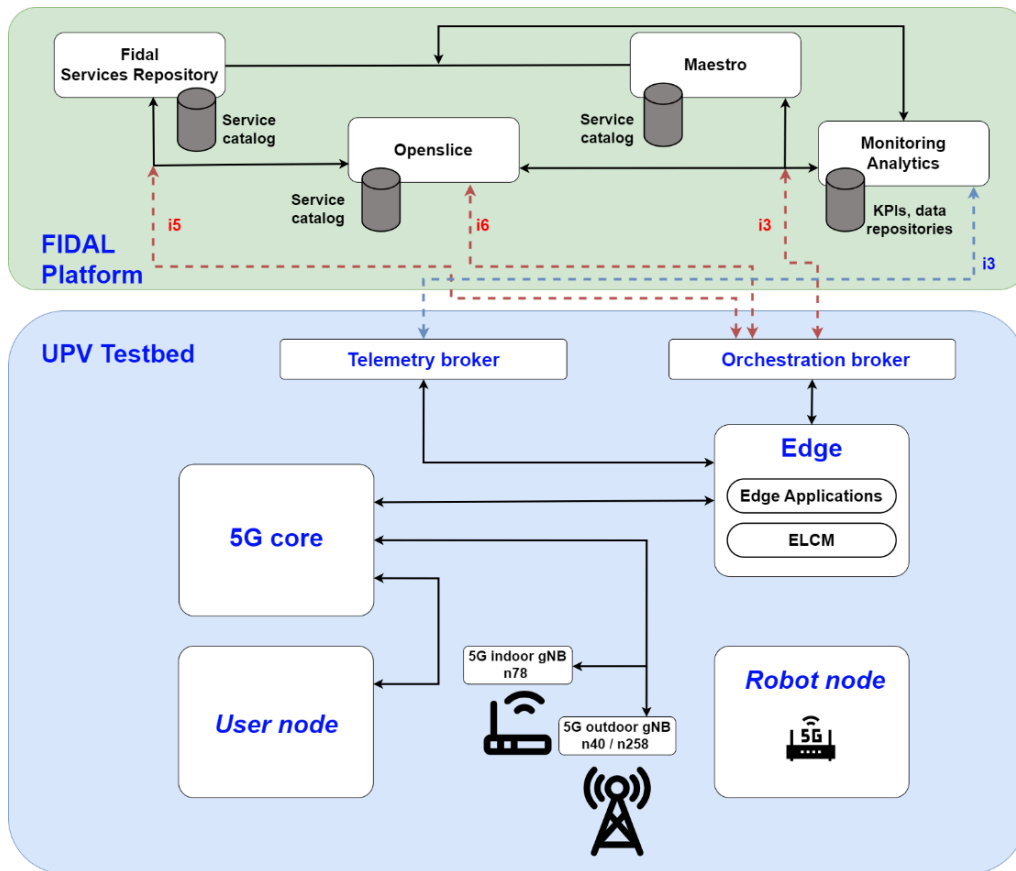 Fidal
Services Repository
Maestro
Service
catalog
Service
catalog
Openslice
Monitoring
Analytics
Service
catalog
KPIs, data
repositories
i5
i6
i3
i3
FIDAL
Platform
UPV Testbed
Telemetry broker
Orchestration broker
Edge
Edge Applications
ELCM
5G core
5G indoor gNB
n78
User node
Robot node
5G
5G outdoor gNB
n40 / n258